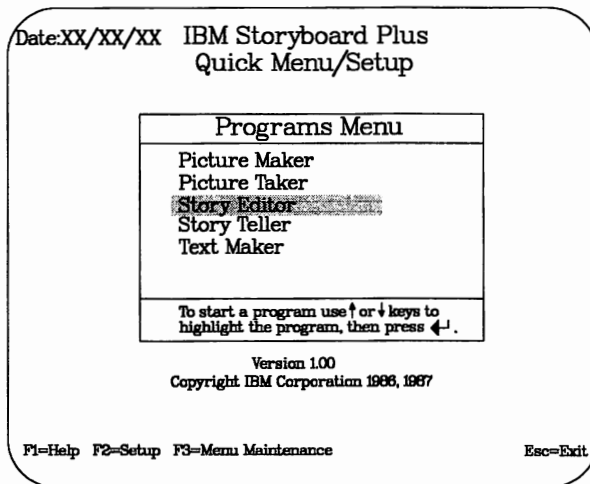 Date:XX/XX/XX IBM Storyboard Plus
Quick Menu/Setup
Programs Menu
Picture Maker
Picture Taker
Story Editor
Story Teller
Text Maker
To start a program use ↑ or ↓ keys to
highlight the program, then press ↵.
Version 1.00
Copyright IBM Corporation 1986, 1987
F1=Help F2=Setup F3=Menu Maintenance Esc=Exit